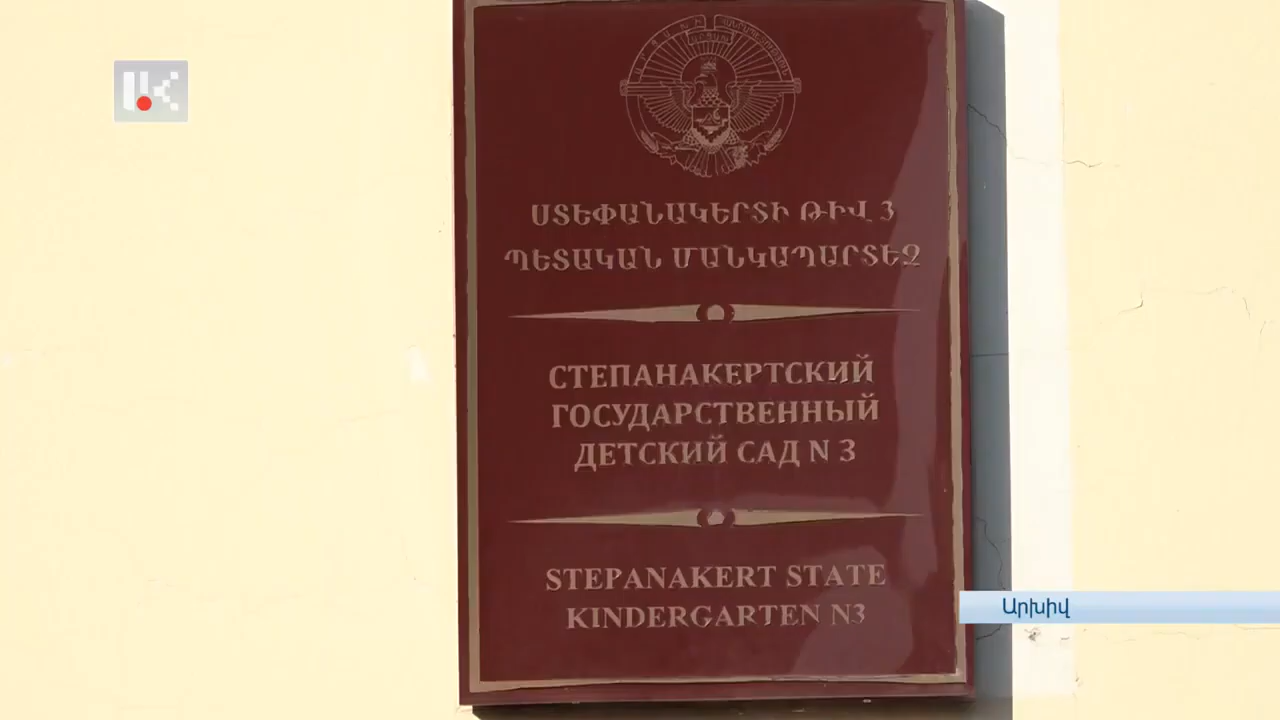 ՍՏԵՓԱՆԱԿԵՐՏԻ ԹԻՎ 3
ՊԵՏԱԿԱՆ ՄԱՆԿԱՊԱՐՏԵԶ
СТЕПАНАКЕРТСКИЙ
ГОСУДАРСТВЕННЫЙ
ДЕТСКИЙ САД N 3
STEPANAKERT STATE
KINDERGARTEN N3
Արխիվ